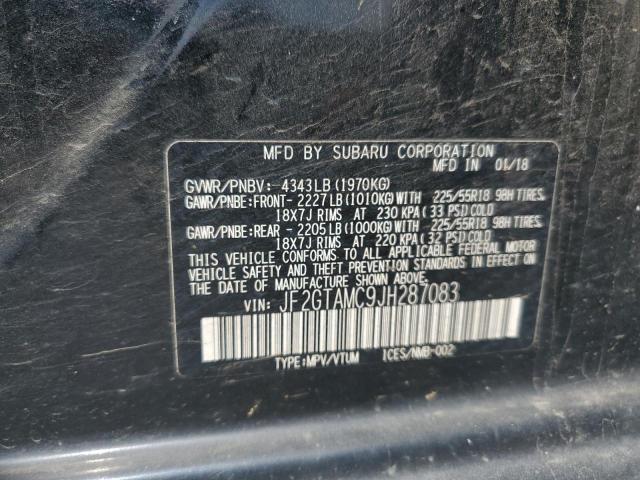 MFD BY SUBARU CORPORATION
MFD IN 01/18
GVWR/PNBV: 4343LB(1970KG)
GAWR/PNBE:FRONT- 2227LB(1010KG)WITH 225/55R18 98H TIRES,
18X7J RIMS AT 230 KPA(33 PSI)COLD
GAWR/PNBE:REAR - 2205LB(1000KG)WITH 225/55R18 98H TIRES,
18X7J RIMS AT 220 KPA(32 PSI)COLD
THIS VEHICLE CONFORMS TO ALL APPLICABLE FEDERAL MOTOR
VEHICLE SAFETY AND THEFT PREVENTION STANDARDS IN EFFECT ON
THE DATE OF MANUFACTURE SHOWN ABOVE.
VIN: JF2GTAMC9JH287083
TYPE:MPV/VTUM ICES/NMB-002